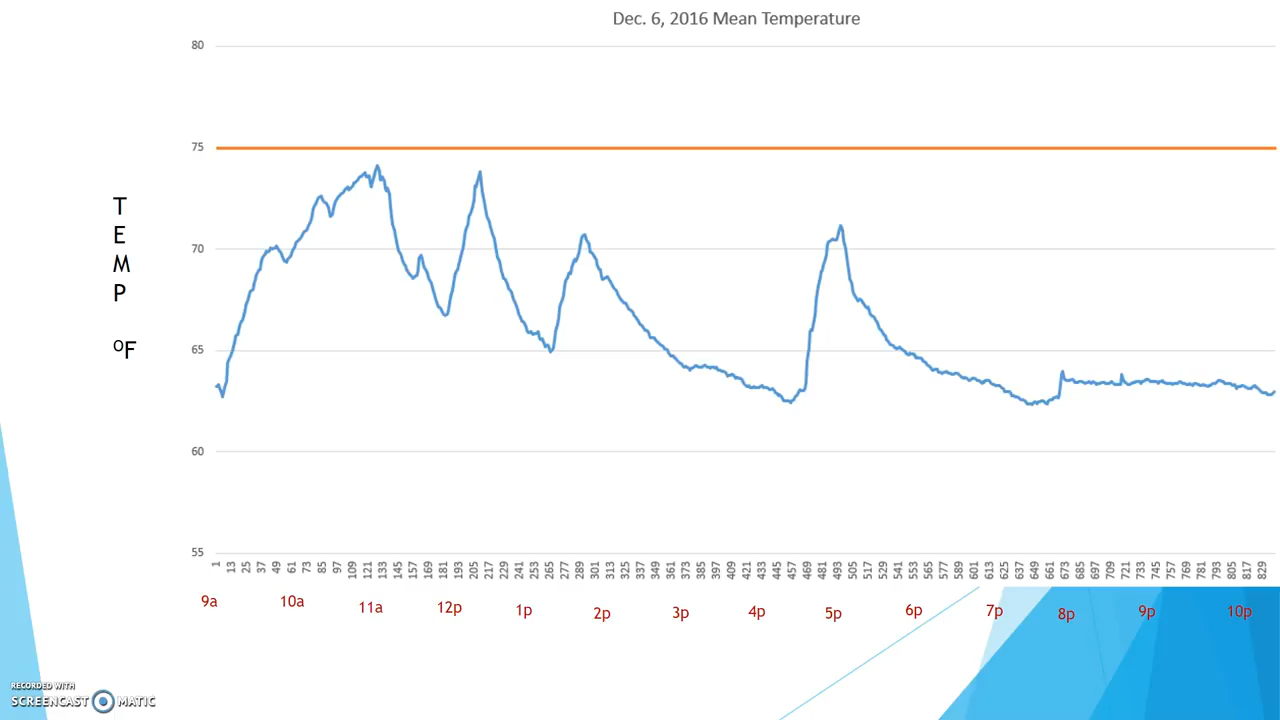 Dec. 6, 2016 Mean Temperature
80
75
70
65
60
55
T
E
M
P
OF
1 13 25 37 49 61 73 85 97 109 121 133 145 157 169 181 193 205 217 229 241 253 265 277 289 301 313 325 337 349 361 373 385 397 409 421 433 445 457 469 481 493 505 517 529 541 553 565 577 589 601 613 625 637 649 661 673 685 697 709 721 733 745 757 769 781 793 805 817 829
9a 10a 11a 12p 1p 2p 3p 4p 5p 6p 7p 8p 9p 10p
RECORDED WITH
SCREENCAST MATIC